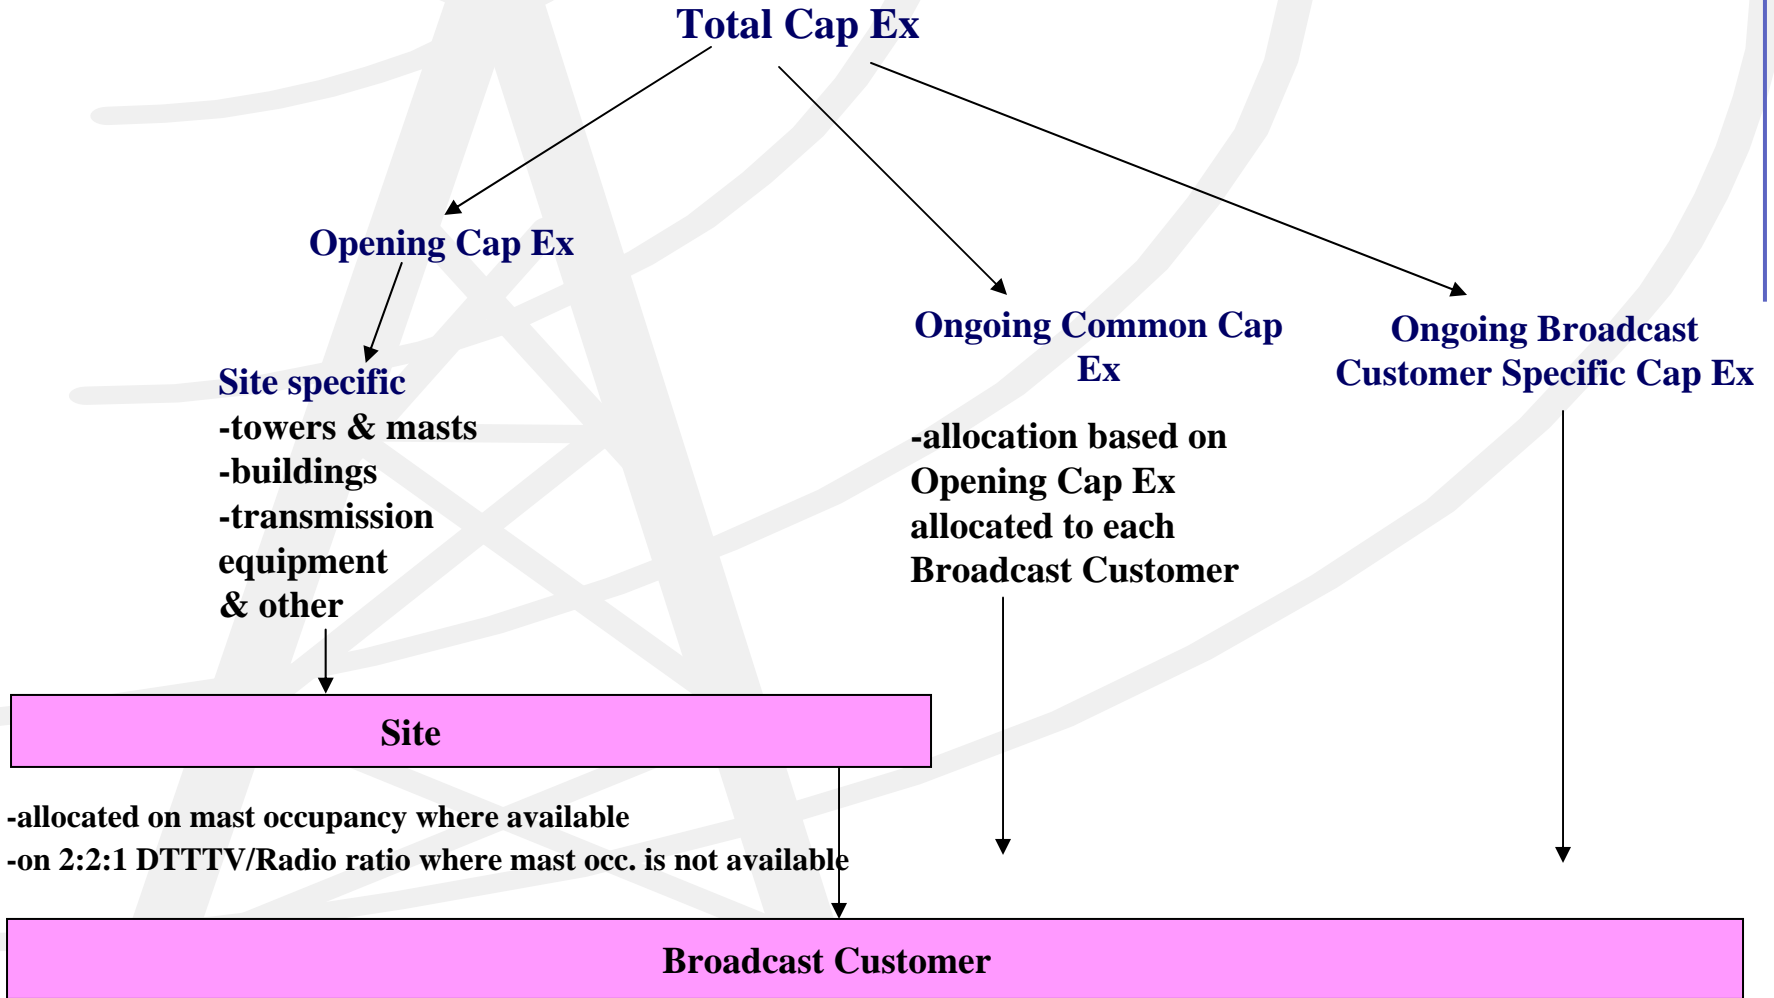 Total Cap Ex
Opening Cap Ex
Site specific
-towers & masts
-buildings
-transmission
equipment
& other
Ongoing Common Cap
Ex
-allocation based on
Opening Cap Ex
allocated to each
Broadcast Customer
Ongoing Broadcast
Customer Specific Cap Ex
Site
-allocated on mast occupancy where available
-on 2:2:1 DTTTV/Radio ratio where mast occ. is not available
Broadcast Customer